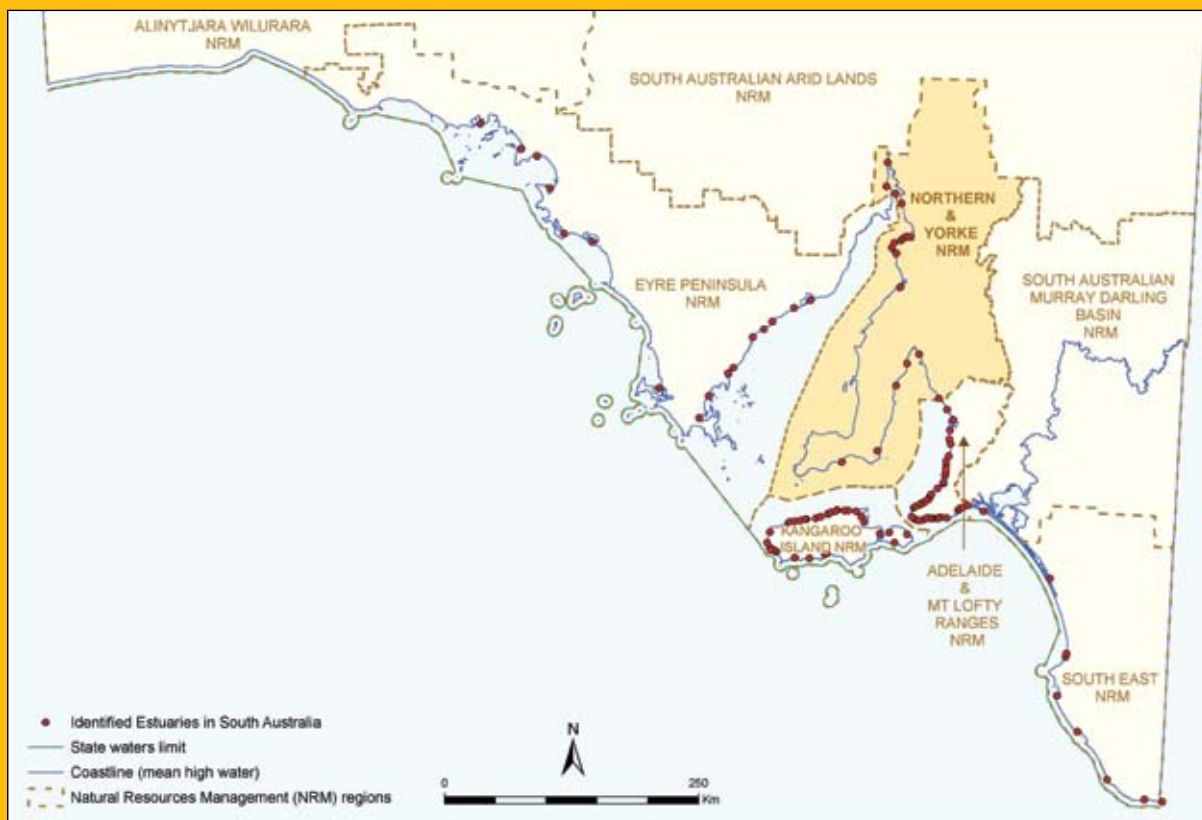 ALINYTJARA WILURARA
NRM
SOUTH AUSTRALIAN ARID LANDS
NRM
NORTHERN
&
YORKE
NRM
EYRE PENINSULA
NRM
SOUTH AUSTRALIAN
MURRAY DARLING
BASIN
NRM
KANGAROO
ISLAND NRM
ADELAIDE
&
MT LOFTY
RANGES
NRM
SOUTH EAST
NRM
Identified Estuaries in South Australia
State waters limit
Coastline (mean high water)
Natural Resources Management (NRM) regions
N
0 250
Km